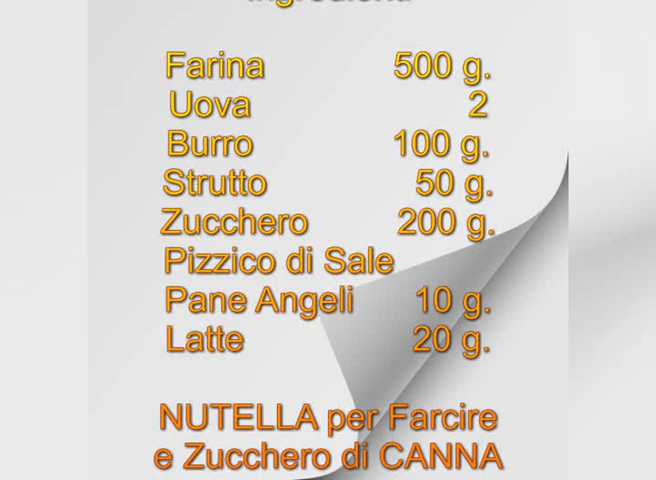 Ingredienti
Farina 500 g.
Uova 2
Burro 100 g.
Strutto 50 g.
Zucchero 200 g.
Pizzico di Sale
Pane Angeli 10 g.
Latte 20 g.
NUTELLA per Farcire
e Zucchero di CANNA